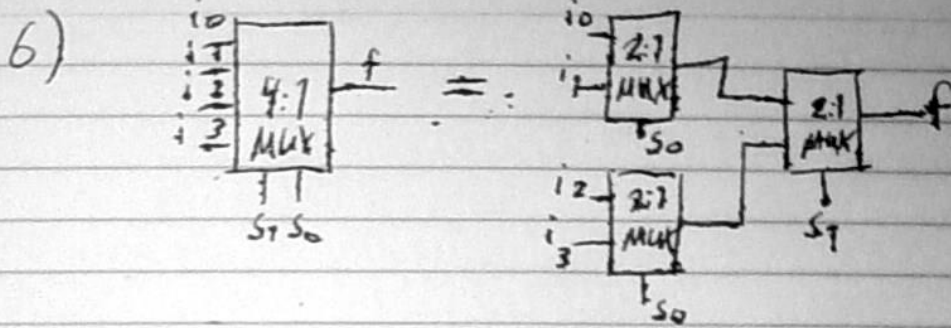 6)
i0
i1
i2
i3
4:1
MUX
S1 S0
f
=
i0
i1
2:1
MUX
S0
i2
i3
2:1
MUX
S0
2:1
MUX
S1
f